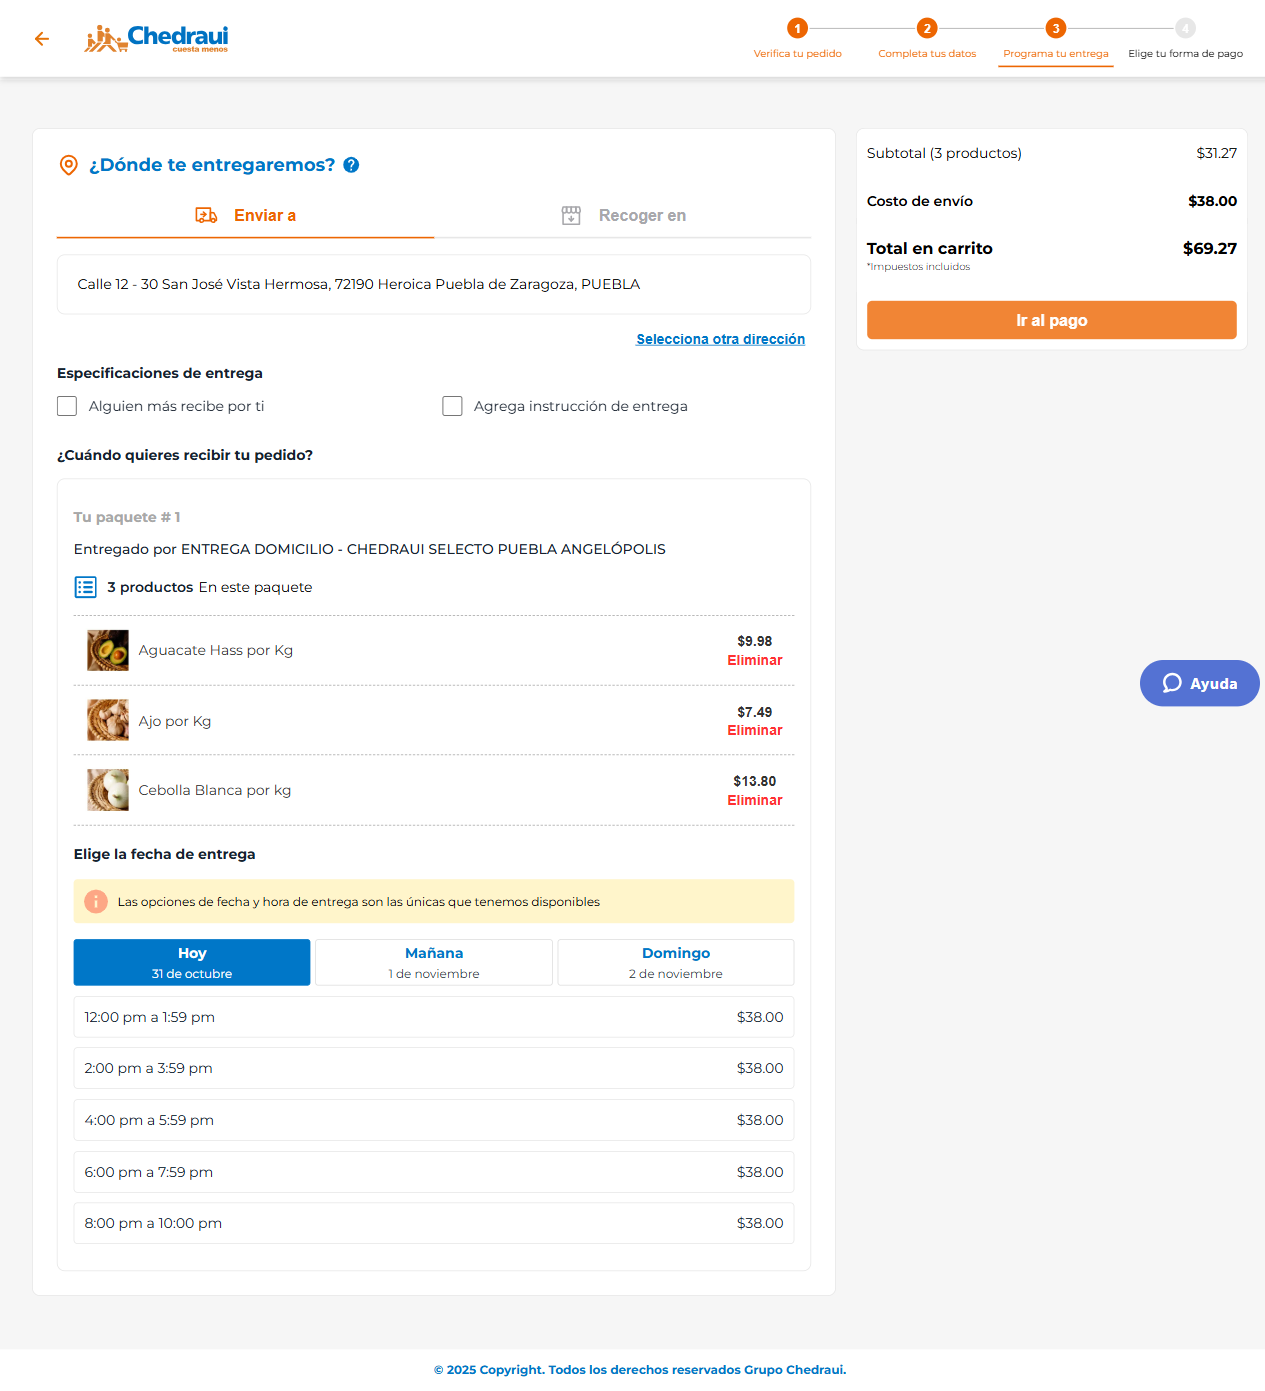 Chedraui
cuesta menos
1
Verifica tu pedido
2
Completa tus datos
3
Programa tu entrega
4
Elige tu forma de pago
¿Dónde te entregaremos? ?
Enviar a
Recoger en
Calle 12 - 30 San José Vista Hermosa, 72190 Heroica Puebla de Zaragoza, PUEBLA
Selecciona otra dirección
Especificaciones de entrega
Alguien más recibe por ti
Agrega instrucción de entrega
¿Cuándo quieres recibir tu pedido?
Tu paquete # 1
Entregado por ENTREGA DOMICILIO - CHEDRAUI SELECTO PUEBLA ANGELÓPOLIS
3 productos En este paquete
Aguacate Hass por Kg
$9.98
Eliminar
Ajo por Kg
$7.49
Eliminar
Cebolla Blanca por kg
$13.80
Eliminar
Elige la fecha de entrega
Las opciones de fecha y hora de entrega son las únicas que tenemos disponibles
Hoy
31 de octubre
Mañana
1 de noviembre
Domingo
2 de noviembre
12:00 pm a 1:59 pm $38.00
2:00 pm a 3:59 pm $38.00
4:00 pm a 5:59 pm $38.00
6:00 pm a 7:59 pm $38.00
8:00 pm a 10:00 pm $38.00
Subtotal (3 productos) $31.27
Costo de envío $38.00
Total en carrito $69.27
*Impuestos incluidos
Ir al pago
Ayuda
© 2025 Copyright. Todos los derechos reservados Grupo Chedraui.